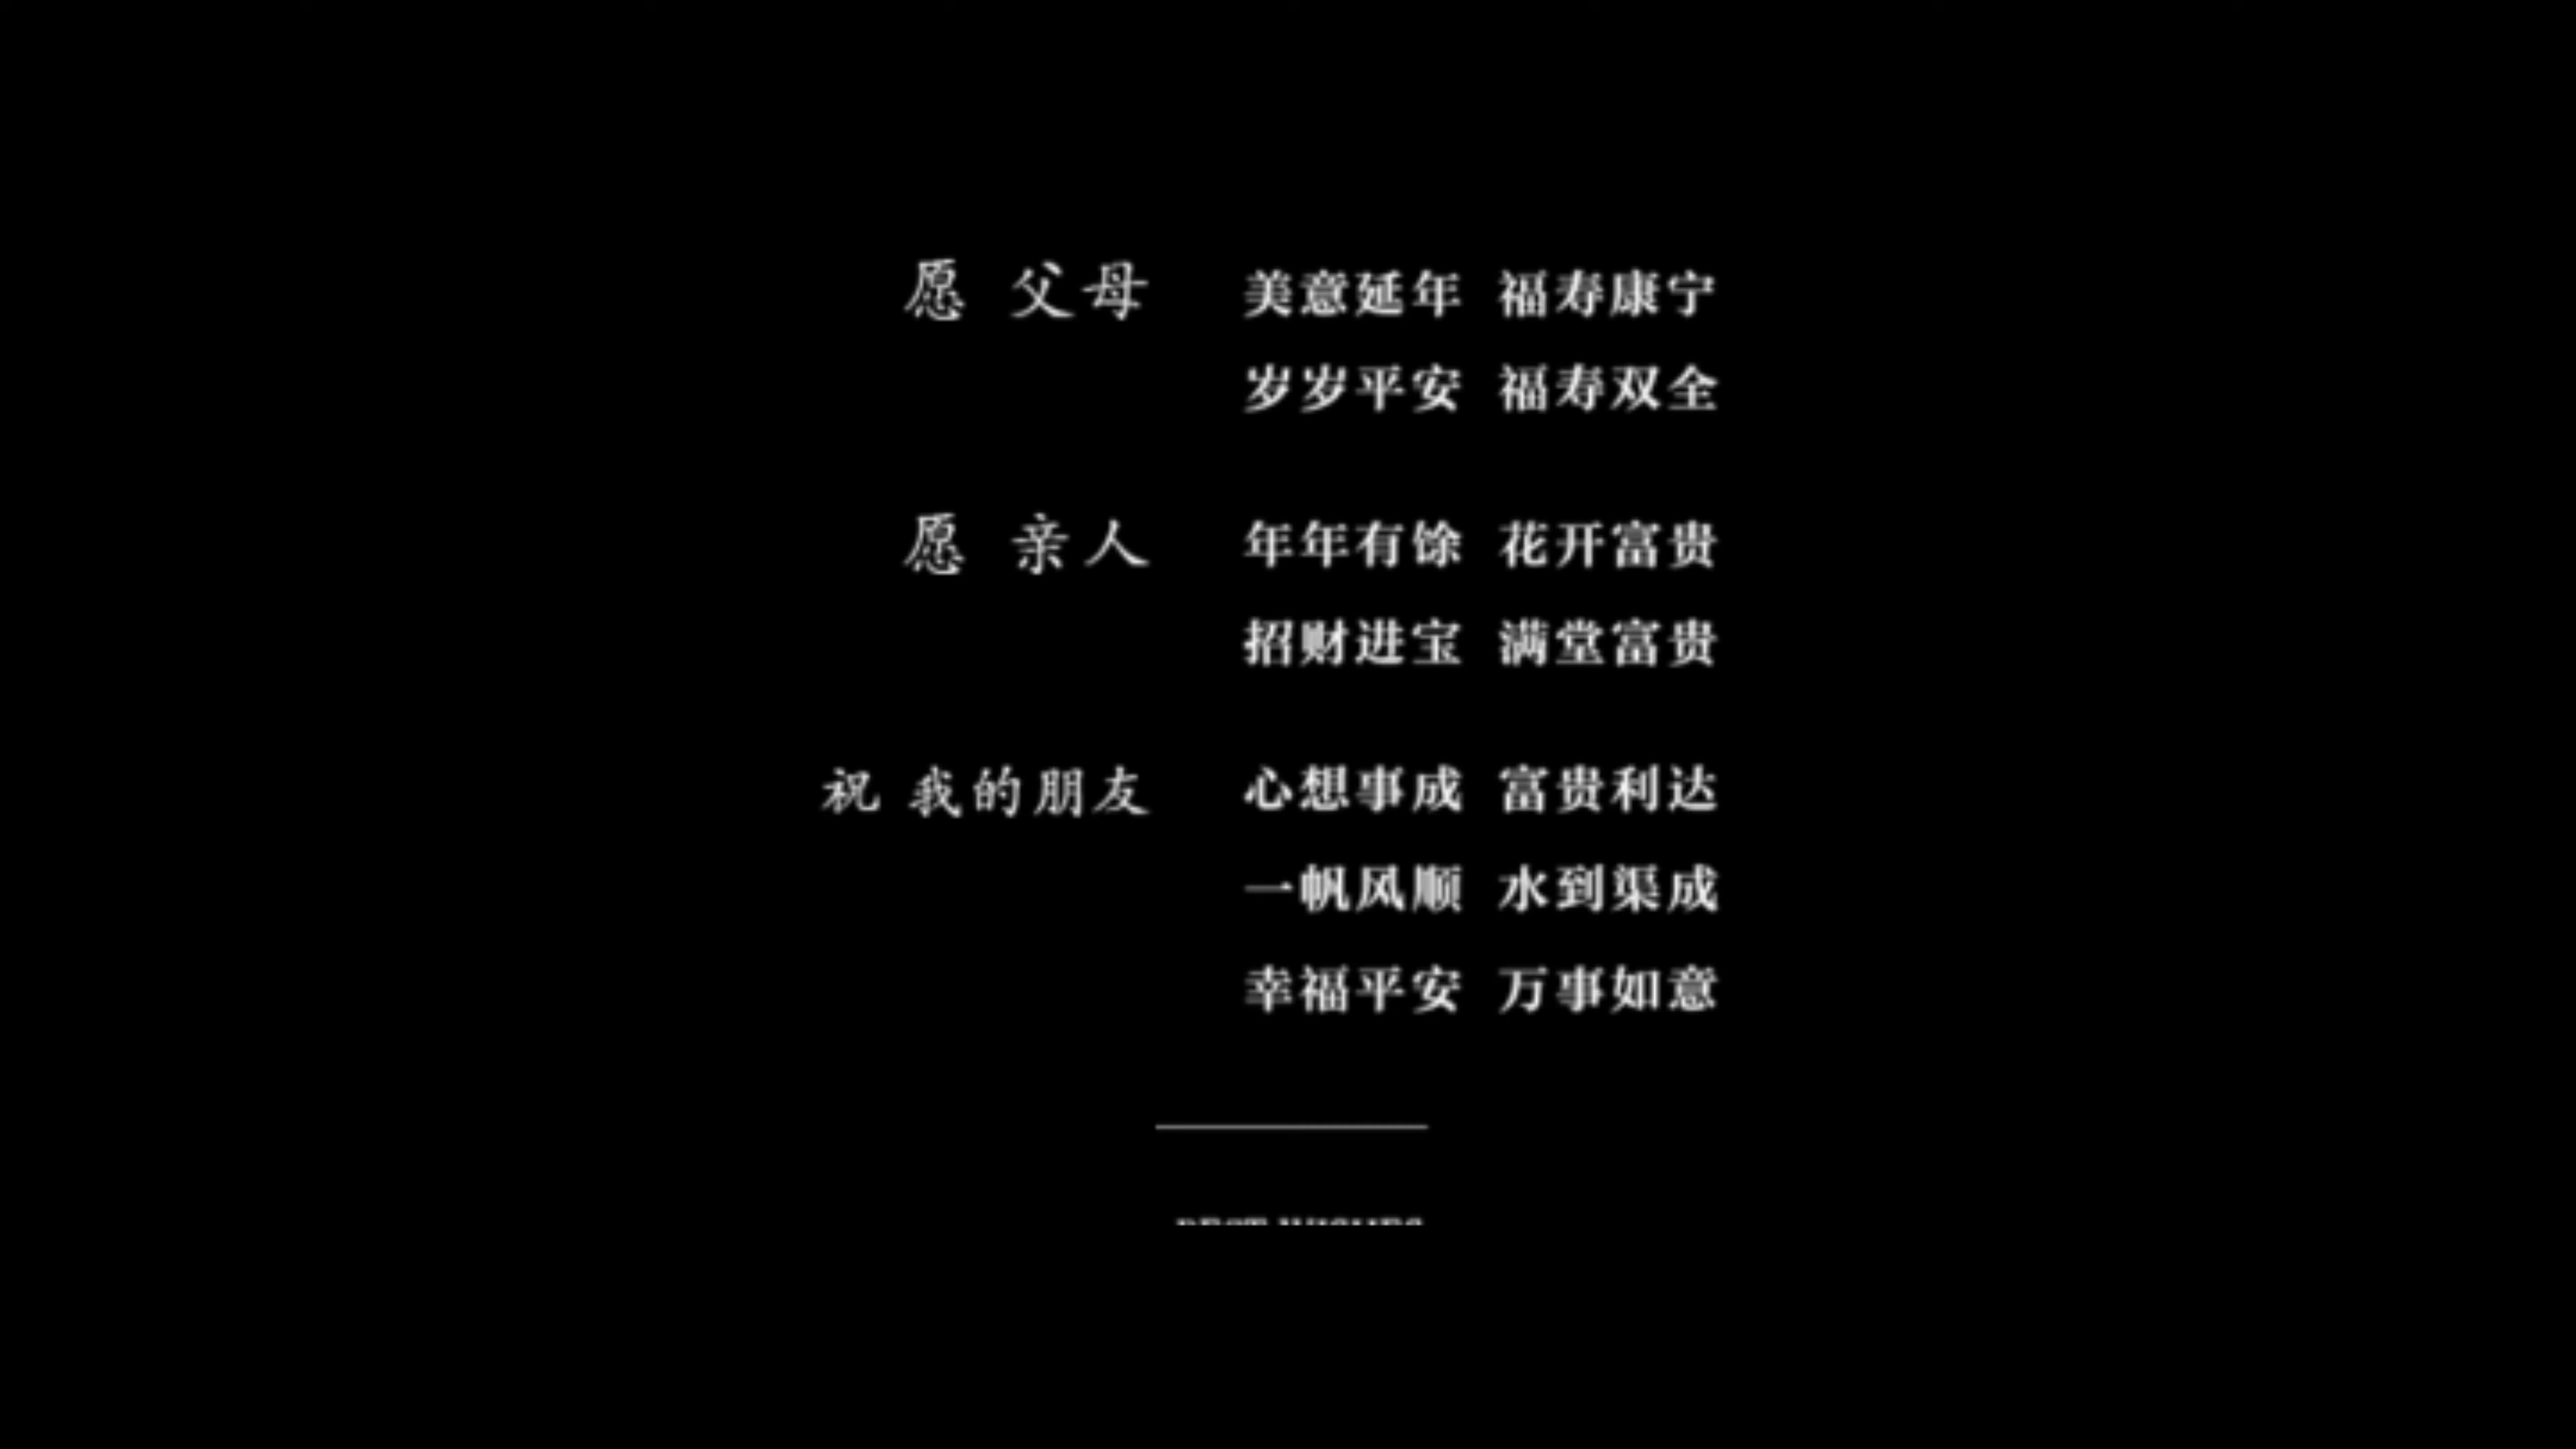 愿 父母 美意延年 福寿康宁
岁岁平安 福寿双全
愿 亲人 年年有馀 花开富贵
招财进宝 满堂富贵
祝 我的朋友 心想事成 富贵利达
一帆风顺 水到渠成
幸福平安 万事如意